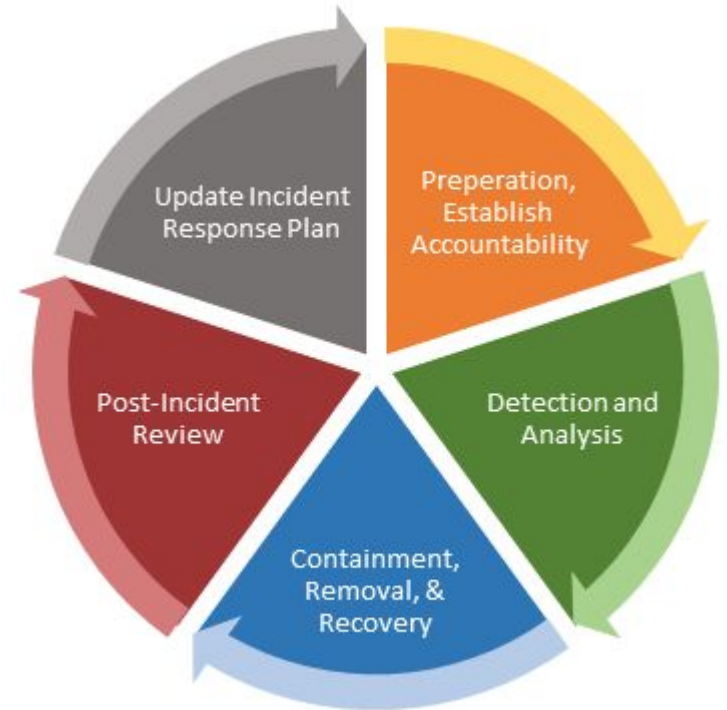 Preperation,
Establish
Accountability
Detection and
Analysis
Containment,
Removal, &
Recovery
Post-Incident
Review
Update Incident
Response Plan